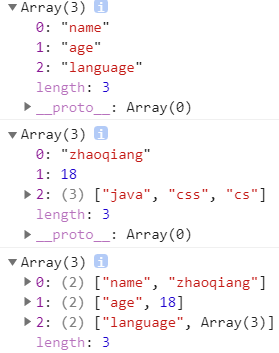 ▼Array(3) i
0: "name"
1: "age"
2: "language"
length: 3
▶__proto__: Array(0)
▼Array(3) i
0: "zhaoqiang"
1: 18
▶2: (3) ["java", "css", "cs"]
length: 3
▶__proto__: Array(0)
▼Array(3) i
▶0: (2) ["name", "zhaoqiang"]
▶1: (2) ["age", 18]
▶2: (2) ["language", Array(3)]
length: 3